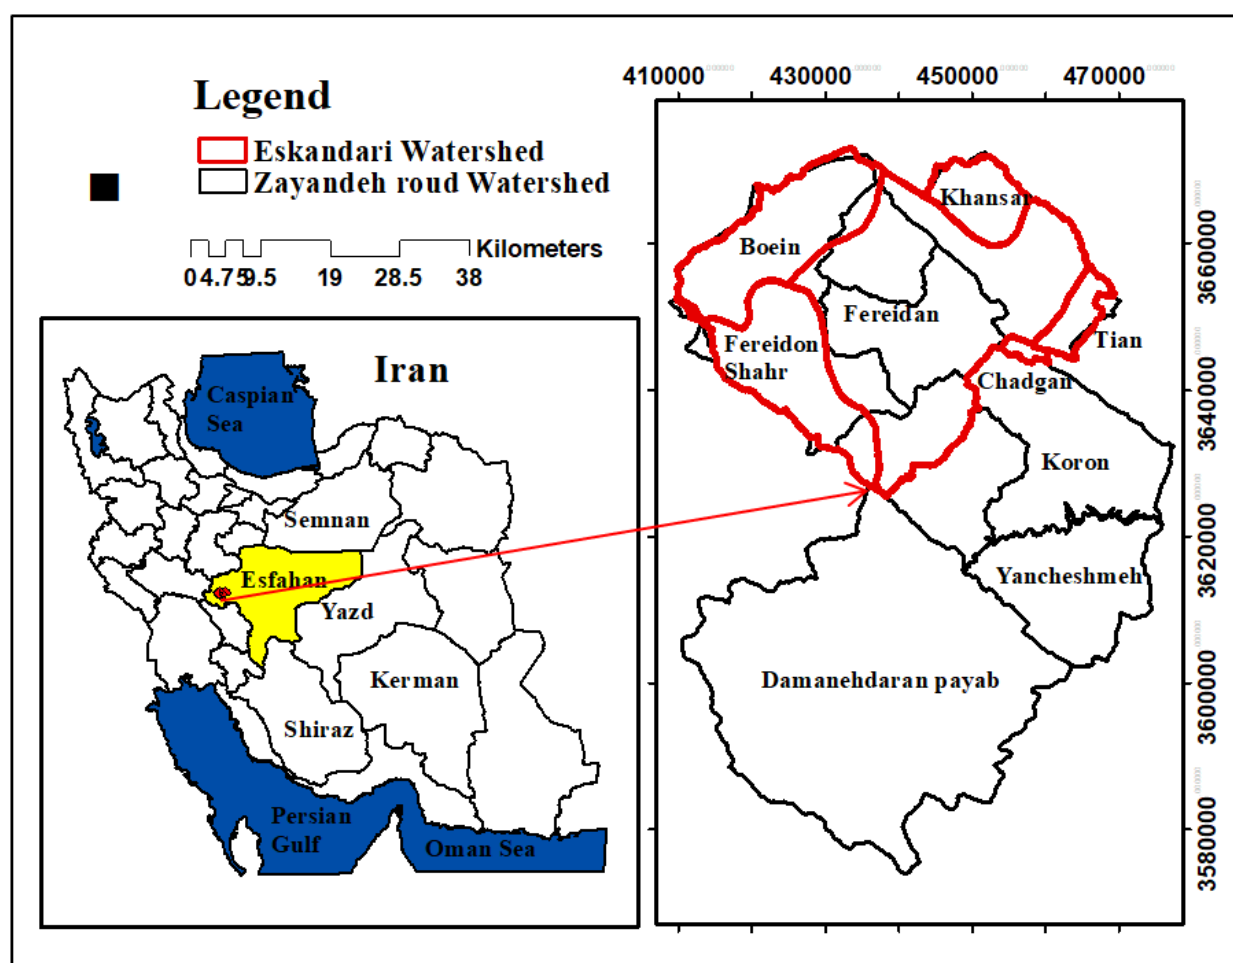 Legend
Eskandari Watershed
Zayandeh roud Watershed
Kilometers
0 4.75 9.5 19 28.5 38
Iran
Caspian
Sea
Semnan
Esfahan
Yazd
Kerman
Shiraz
Persian
Gulf
Oman Sea
410000 430000 450000 470000
Khansar
Boein
Fereidan
Fereidon
Shahr
Tian
Chadgan
Koron
Yancheshmeh
Damanehdaran payab
3660000
3640000
3620000
3600000
3580000